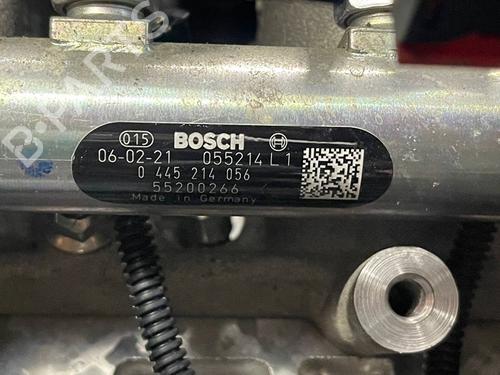 B-PARTS
015 BOSCH
06-02-21 055214 L 1
0 445 214 056
55200266
Made in Germany